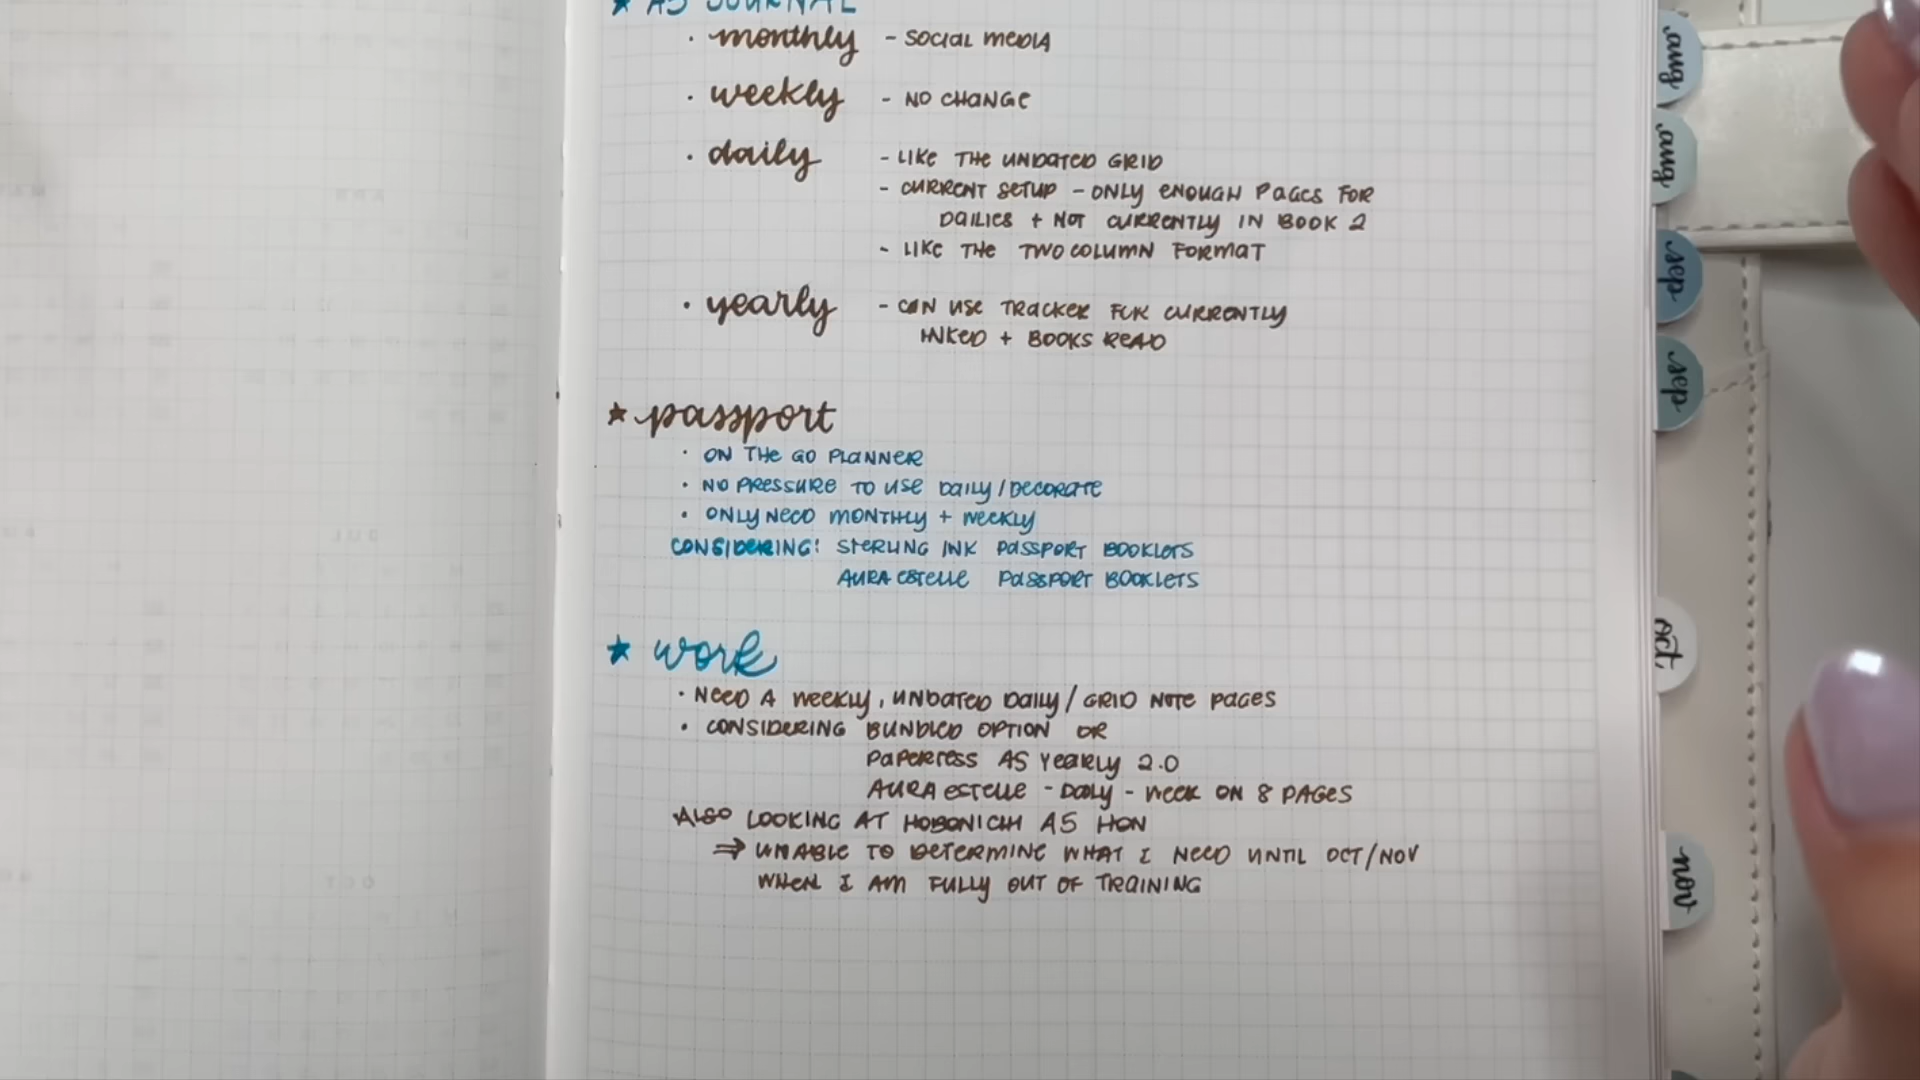 ★ A5 JOURNAL
· monthly - SOCIAL MEDIA
· weekly - NO CHANGE
· daily - LIKE THE UNDATED GRID
- CURRENT SETUP - ONLY ENOUGH PAGES FOR
DAILIES + NOT CURRENTLY IN BOOK 2
- LIKE THE TWO COLUMN FORMAT
· yearly - CAN USE TRACKER FOR CURRENTLY
INKED + BOOKS READ
★ passport
· ON THE GO PLANNER
· NO PRESSURE TO USE DAILY/DECORATE
· ONLY NEED MONTHLY + WEEKLY
CONSIDERING: STERLING INK PASSPORT BOOKLETS
AURA ESTELLE PASSPORT BOOKLETS
★ work
· NEED A WEEKLY, UNDATED DAILY/GRID NOTE PAGES
· CONSIDERING BUNDLED OPTION OR
PAPERTESS A5 YEARLY 2.0
AURA ESTELLE - DAILY - WEEK ON 8 PAGES
ALSO LOOKING AT HOBONICHI A5 HON
⇒ UNABLE TO DETERMINE WHAT I NEED UNTIL OCT/NOV
WHEN I AM FULLY OUT OF TRAINING
aug
aug
sep
sep
oct
nov